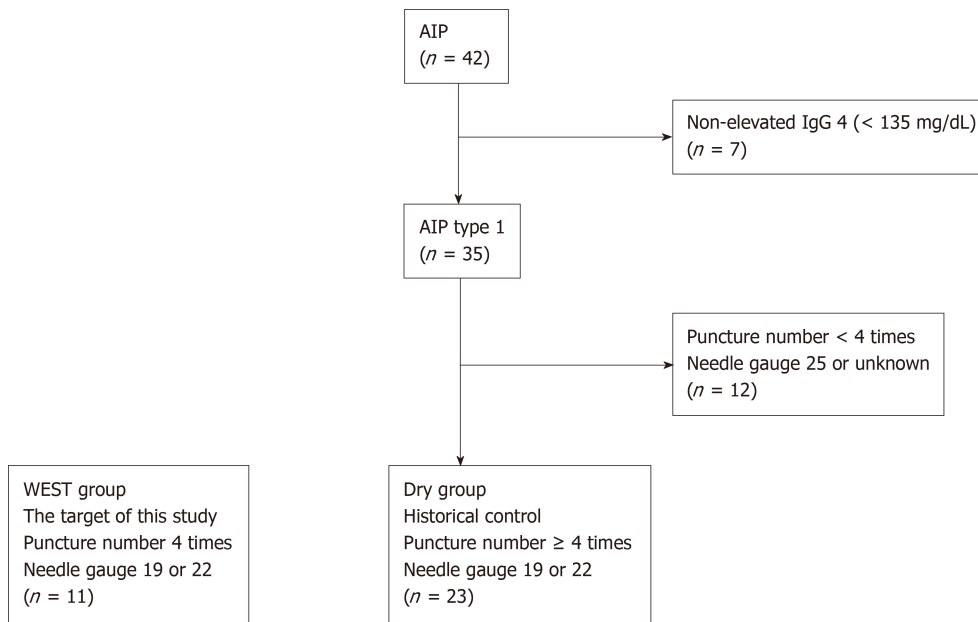 AIP
(n = 42)
Non-elevated IgG 4 (< 135 mg/dL)
(n = 7)
AIP type 1
(n = 35)
Puncture number < 4 times
Needle gauge 25 or unknown
(n = 12)
WEST group
The target of this study
Puncture number 4 times
Needle gauge 19 or 22
(n = 11)
Dry group
Historical control
Puncture number ≥ 4 times
Needle gauge 19 or 22
(n = 23)